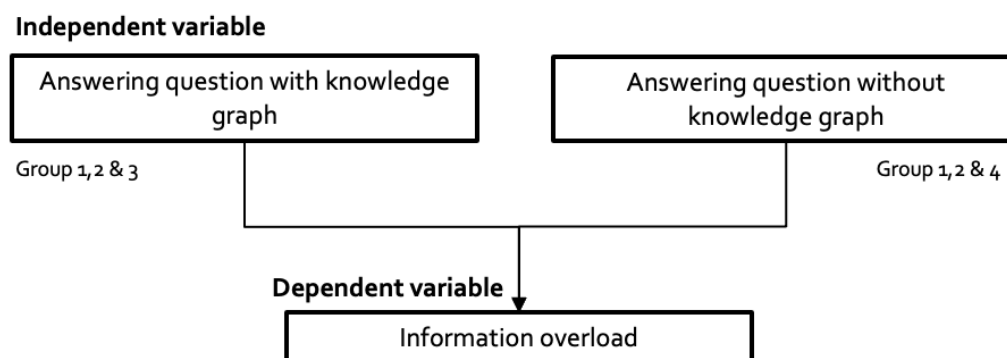 Independent variable
Answering question with knowledge
graph
Answering question without
knowledge graph
Group 1,2 & 3
Group 1,2 & 4
Dependent variable
Information overload